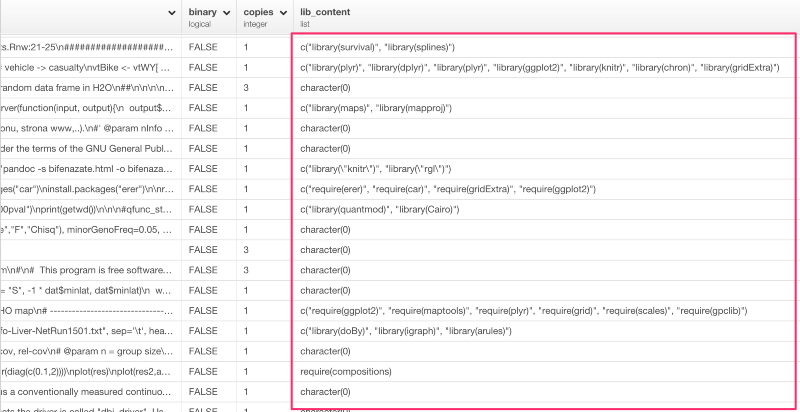 binary copies lib_content
logical integer list
ts.Rnw:21-25\n###################... FALSE 1 c("library(survival)", "library(splines)")
# vehicle -> casualty\nvtBike <- vtWY[ ... FALSE 1 c("library(plyr)", "library(dplyr)", "library(plyr)", "library(ggplot2)", "library(knitr)", "library(chron)", "library(gridExtra)")
random data frame in H2O\n##\n\n\n\n... FALSE 3 character(0)
rver(function(input, output){\n output$... FALSE 1 c("library(maps)", "library(mapproj)")
onu, strona www,..).\n#' @param nInfo ... FALSE 1 character(0)
der the terms of the GNU General Publ... FALSE 1 character(0)
"pandoc -s bifenazate.html -o bifenaza... FALSE 1 c("library(\"knitr\")", "library(\"rgl\")")
ges("car")\ninstall.packages("erer")\n\nr... FALSE 1 c("require(erer)", "require(car)", "require(gridExtra)", "require(ggplot2)")
00pval")\nprint(getwd())\n\n\n#qfunc_st... FALSE 1 c("library(quantmod)", "library(Cairo)")
e","F","Chisq"), minorGenoFreq=0.05, ... FALSE 1 character(0)
FALSE 3 character(0)
m\n#\n# This program is free software... FALSE 3 character(0)
= "S", -1 * dat$minlat, dat$minlat)\n w... FALSE 1 character(0)
HO map\n# ------------------------------... FALSE 1 c("require(ggplot2)", "require(maptools)", "require(plyr)", "require(grid)", "require(scales)", "require(gpclib)")
fo-Liver-NetRun1501.txt", sep='\t', hea... FALSE 1 c("library(doBy)", "library(igraph)", "library(arules)")
cov, rel-cov\n# @param n = group size\... FALSE 1 character(0)
r(diag(c(0.1,2))))\nplot(res)\nplot(res2,a... FALSE 1 require(compositions)
is a conventionally measured continuo... FALSE 1 character(0)